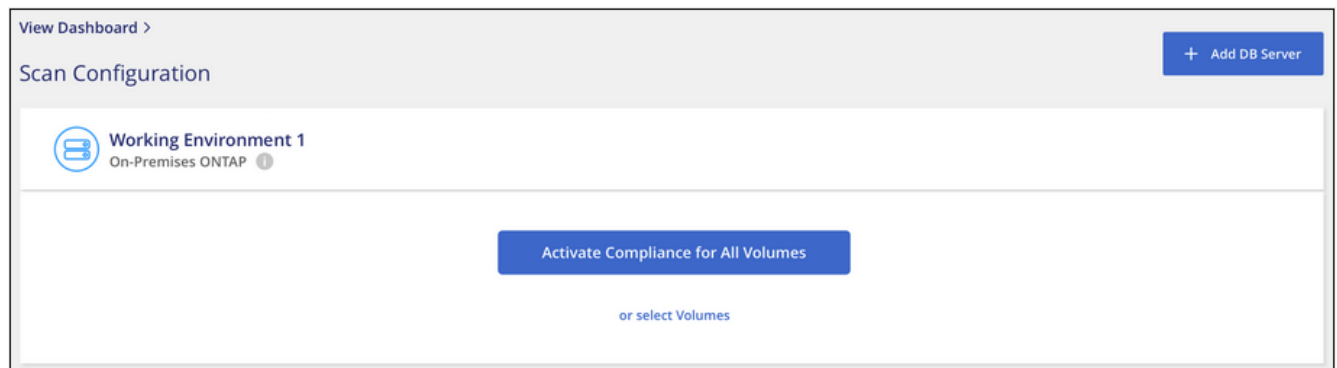 View Dashboard >
+ Add DB Server
Scan Configuration
Working Environment 1
On-Premises ONTAP i
Activate Compliance for All Volumes
or select Volumes